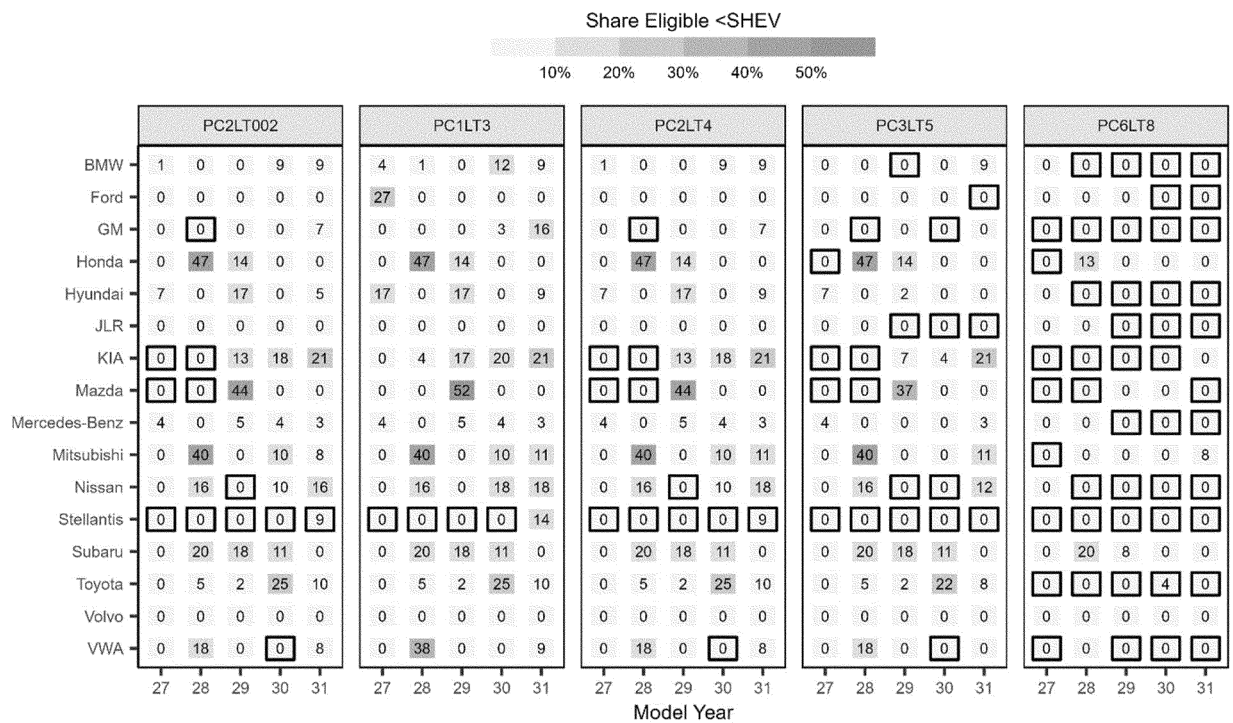 Share Eligible <SHEV
10% 20% 30% 40% 50%
PC2LT002 PC1LT3 PC2LT4 PC3LT5 PC6LT8
BMW 1 0 0 9 9 4 1 0 12 9 1 0 0 9 9 0 0 0 0 9 0 0 0 0 0
Ford 0 0 0 0 0 27 0 0 0 0 0 0 0 0 0 0 0 0 0 0 0 0 0 0 0
GM 0 0 0 0 7 0 0 0 3 16 0 0 0 0 7 0 0 0 0 0 0 0 0 0 0
Honda 0 47 14 0 0 0 47 14 0 0 0 47 14 0 0 0 47 14 0 0 0 13 0 0 0
Hyundai 7 0 17 0 5 17 0 17 0 9 7 0 17 0 9 7 0 2 0 0 0 0 0 0 0
JLR 0 0 0 0 0 0 0 0 0 0 0 0 0 0 0 0 0 0 0 0 0 0 0 0 0
KIA 0 0 13 18 21 0 4 17 20 21 0 0 13 18 21 0 0 7 4 21 0 0 0 0 0
Mazda 0 0 44 0 0 0 0 52 0 0 0 0 44 0 0 0 0 37 0 0 0 0 0 0 0
Mercedes-Benz 4 0 5 4 3 4 0 5 4 3 4 0 5 4 3 4 0 0 0 3 0 0 0 0 0
Mitsubishi 0 40 0 10 8 0 40 0 10 11 0 40 0 10 11 0 40 0 0 11 0 0 0 0 8
Nissan 0 16 0 10 16 0 16 0 18 18 0 16 0 10 18 0 16 0 0 12 0 0 0 0 0
Stellantis 0 0 0 0 9 0 0 0 0 14 0 0 0 0 9 0 0 0 0 0 0 0 0 0 0
Subaru 0 20 18 11 0 0 20 18 11 0 0 20 18 11 0 0 20 18 11 0 0 20 8 0 0
Toyota 0 5 2 25 10 0 5 2 25 10 0 5 2 25 10 0 5 2 22 8 0 0 0 4 0
Volvo 0 0 0 0 0 0 0 0 0 0 0 0 0 0 0 0 0 0 0 0 0 0 0 0 0
VWA 0 18 0 0 8 0 38 0 0 9 0 18 0 0 8 0 18 0 0 0 0 0 0 0 0
27 28 29 30 31 27 28 29 30 31 27 28 29 30 31 27 28 29 30 31 27 28 29 30 31
Model Year